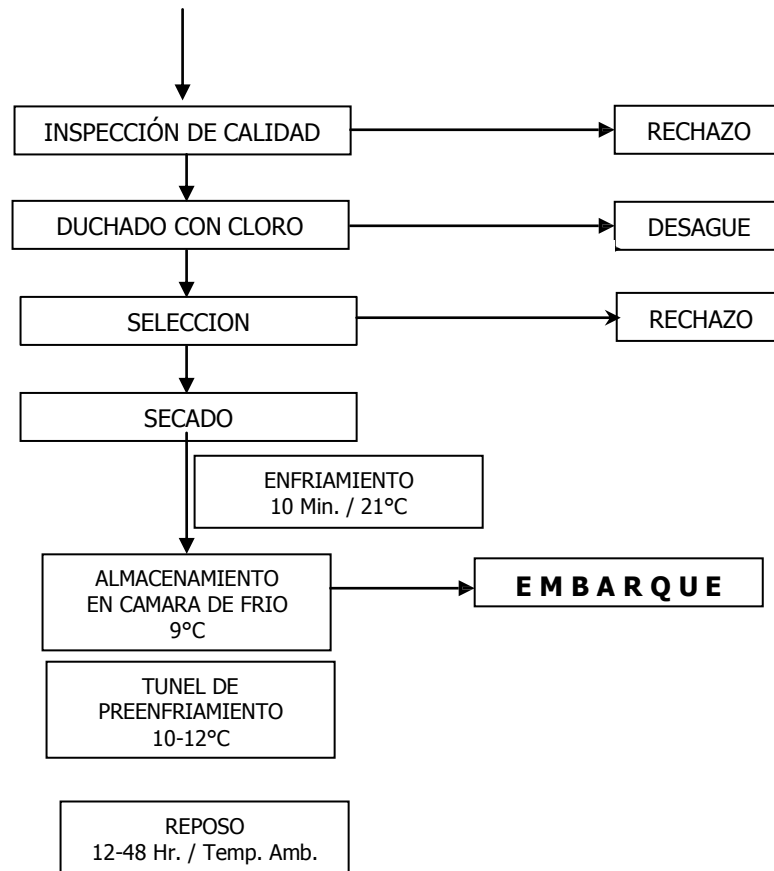 INSPECCIÓN DE CALIDAD
RECHAZO
DUCHADO CON CLORO
DESAGUE
SELECCION
RECHAZO
SECADO
ENFRIAMIENTO
10 Min. / 21°C
ALMACENAMIENTO
EN CAMARA DE FRIO
9°C
E M B A R Q U E
TUNEL DE
PREENFRIAMIENTO
10-12°C
REPOSO
12-48 Hr. / Temp. Amb.